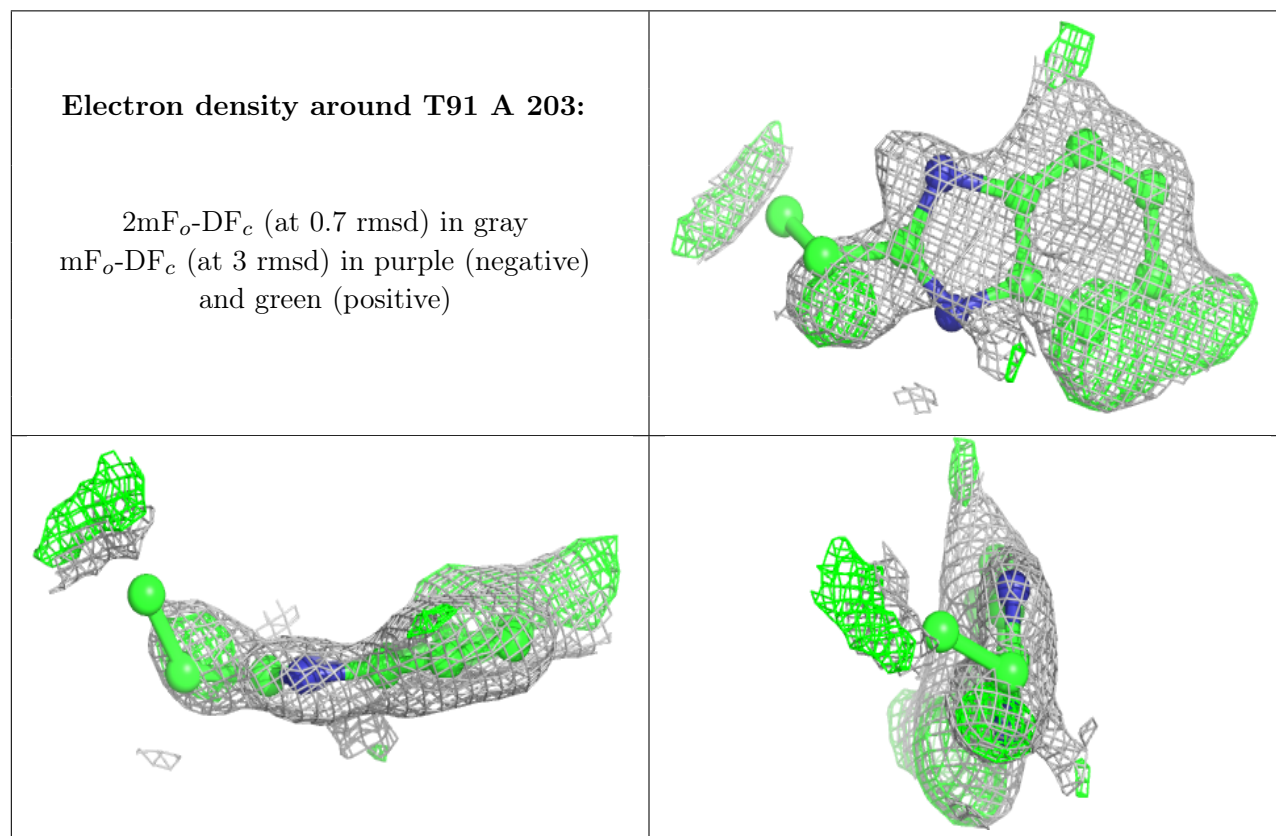 Electron density around T91 A 203:
2mFₒ-DF𝒸 (at 0.7 rmsd) in gray
mFₒ-DF𝒸 (at 3 rmsd) in purple (negative)
and green (positive)